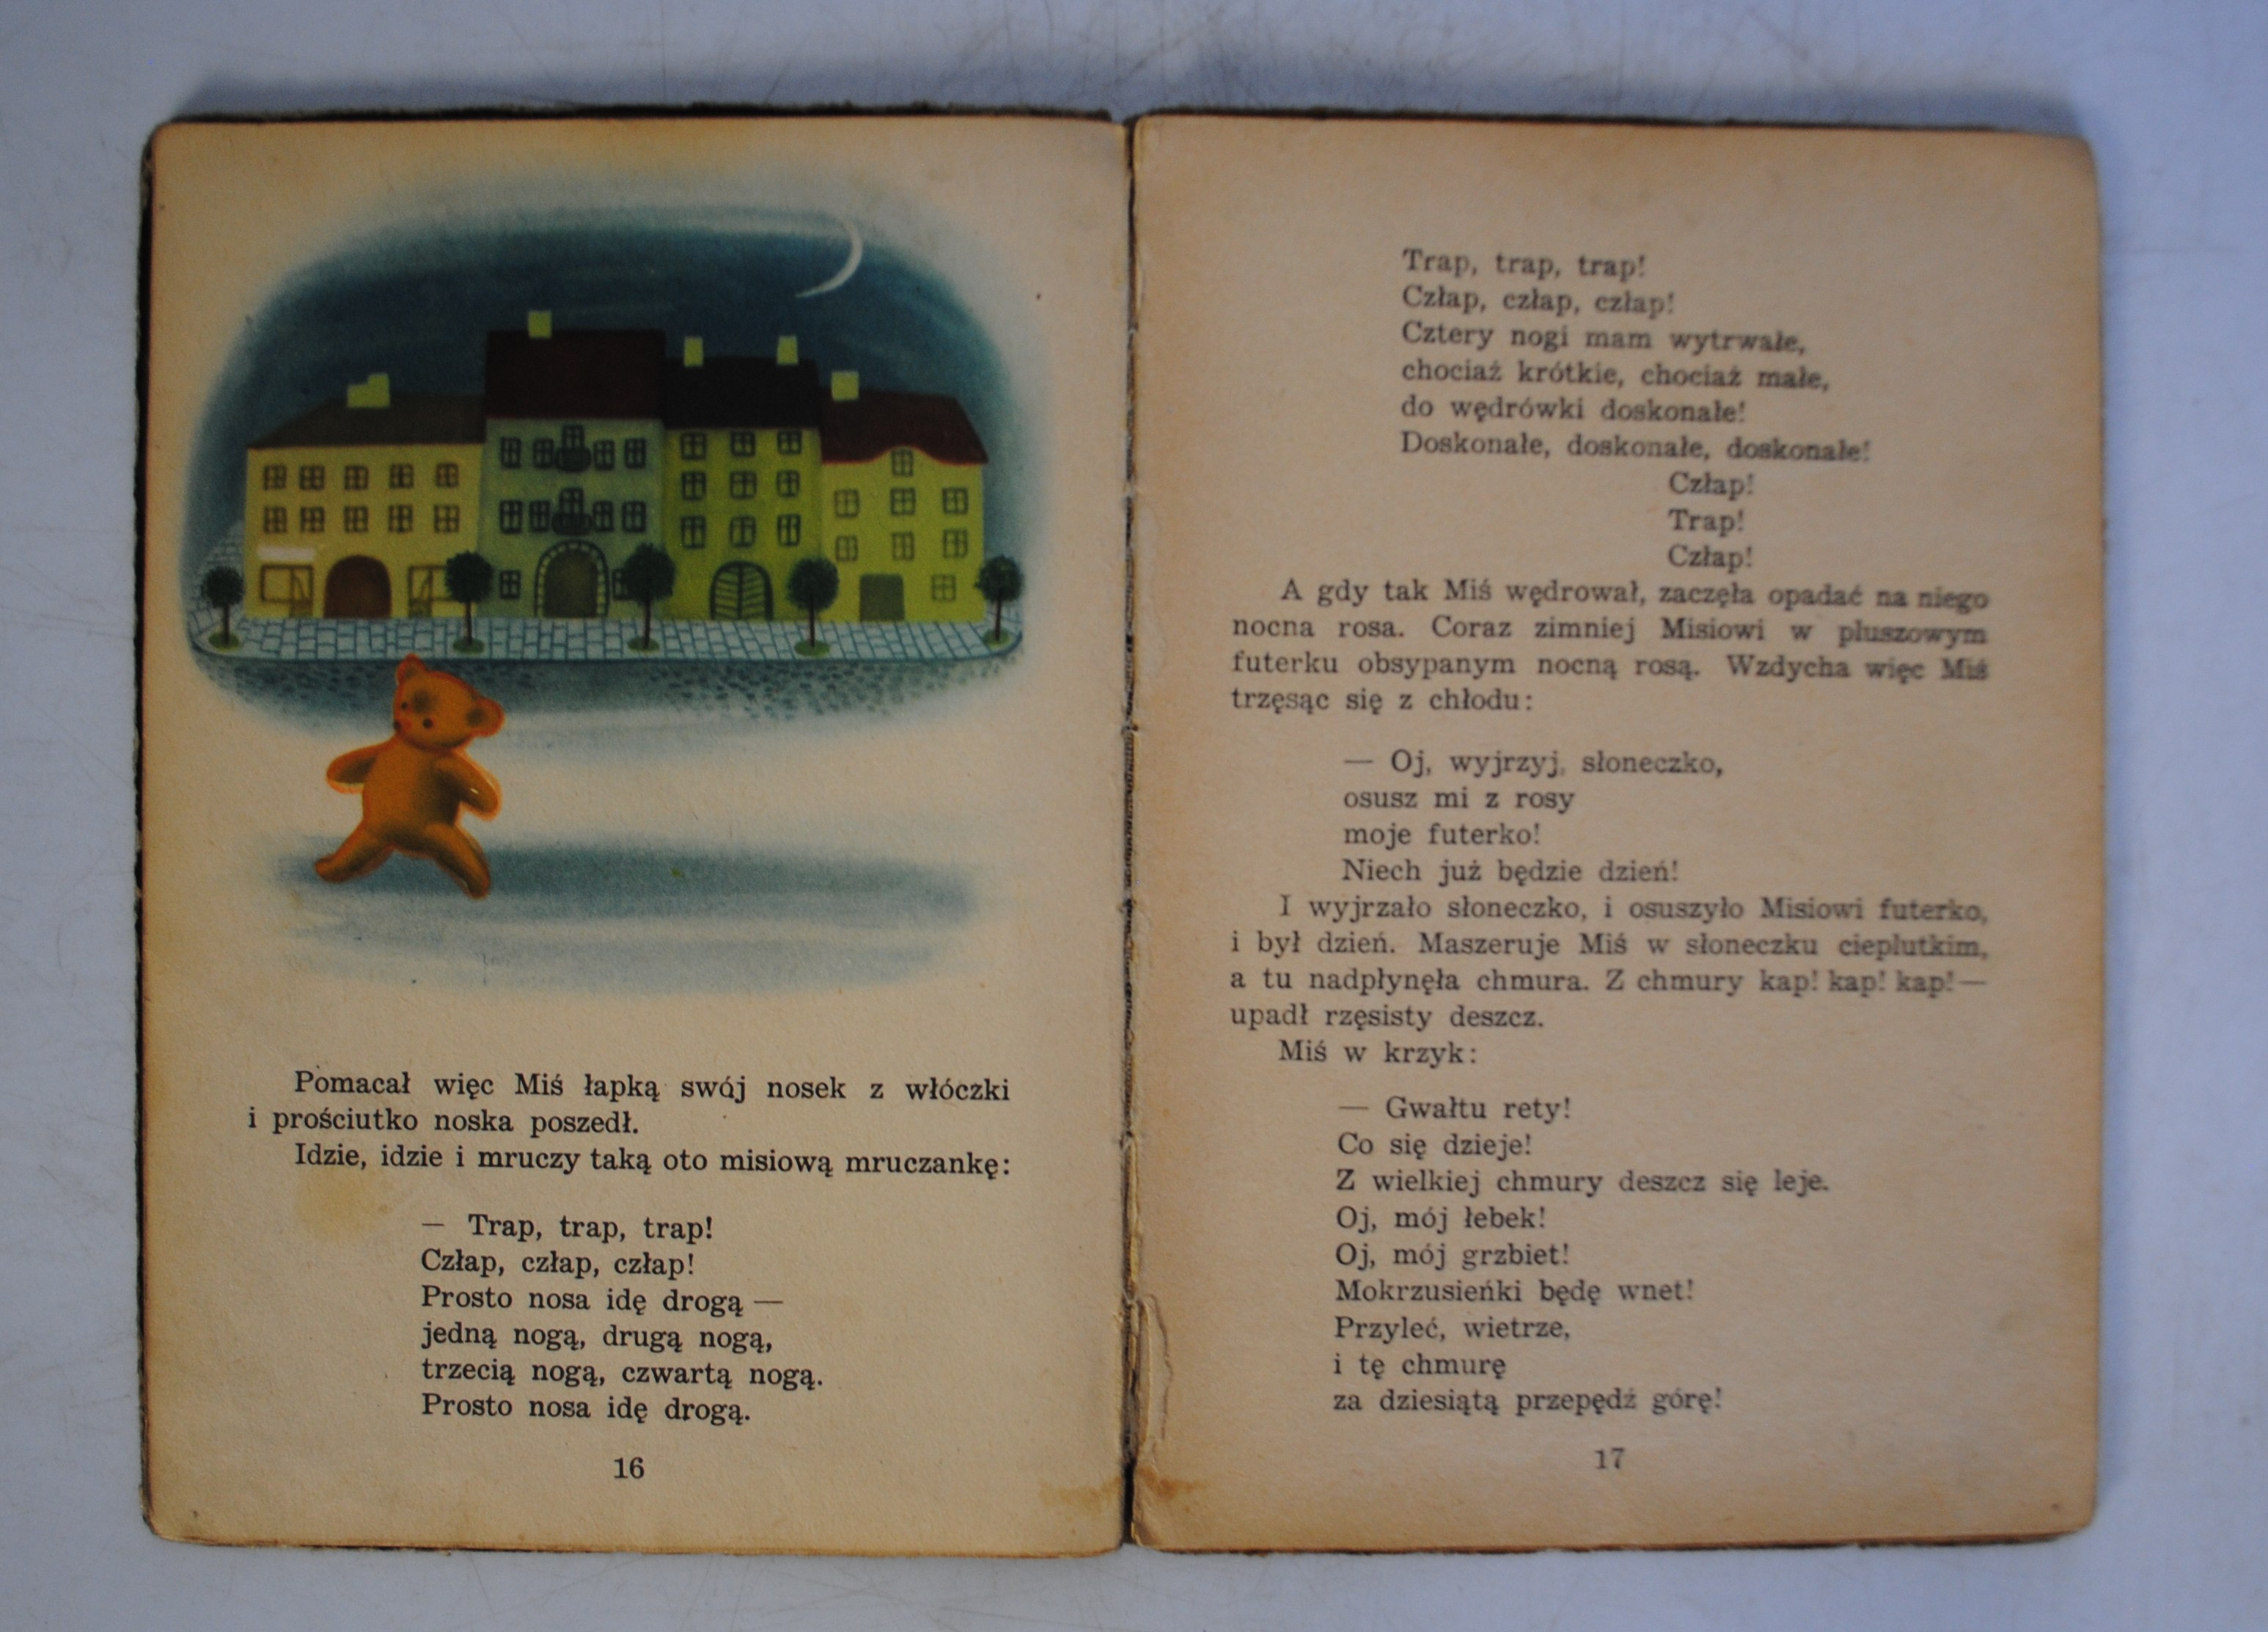 Pomacał więc Miś łapką swój nosek z włóczki
i prościutko noska poszedł.
Idzie, idzie i mruczy taką oto misiową mruczankę:
— Trap, trap, trap!
Człap, człap, człap!
Prosto nosa idę drogą —
jedną nogą, drugą nogą,
trzecią nogą, czwartą nogą.
Prosto nosa idę drogą.
16
Trap, trap, trap!
Człap, człap, człap!
Cztery nogi mam wytrwałe,
chociaż krótkie, chociaż małe,
do wędrówki doskonałe!
Doskonałe, doskonałe, doskonałe!
Człap!
Trap!
Człap!
A gdy tak Miś wędrował, zaczęła opadać na niego
nocna rosa. Coraz zimniej Misiowi w pluszowym
futerku obsypanym nocną rosą. Wzdycha więc Miś
trzęsąc się z chłodu:
— Oj, wyjrzyj, słoneczko,
osusz mi z rosy
moje futerko!
Niech już będzie dzień!
I wyjrzało słoneczko, i osuszyło Misiowi futerko,
i był dzień. Maszeruje Miś w słoneczku cieplutkim,
a tu nadpłynęła chmura. Z chmury kap! kap! kap! —
upadł rzęsisty deszcz.
Miś w krzyk:
— Gwałtu rety!
Co się dzieje!
Z wielkiej chmury deszcz się leje.
Oj, mój łebek!
Oj, mój grzbiet!
Mokrzusieńki będę wnet!
Przyleć, wietrze,
i tę chmurę
za dziesiątą przepędź górę!
17